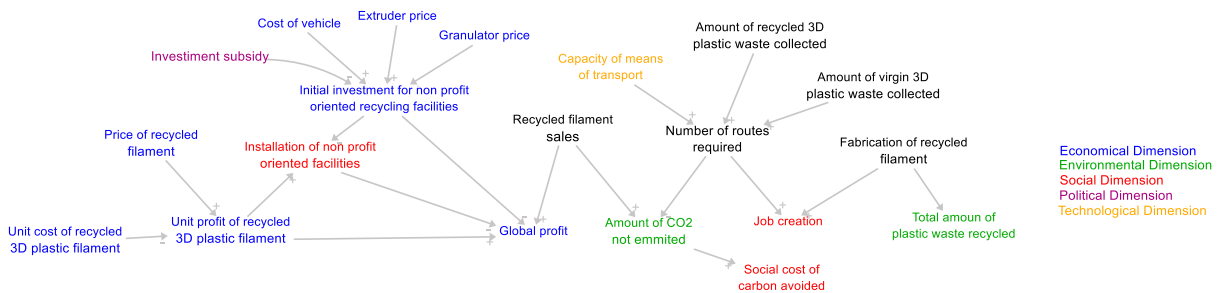 Cost of vehicle
Extruder price
Granulator price
Investiment subsidy
Initial investment for non profit
oriented recycling facilities
Price of recycled
filament
Installation of non profit
oriented facilities
Unit cost of recycled
3D plastic filament
Unit profit of recycled
3D plastic filament
Global profit
Recycled filament
sales
Capacity of means
of transport
Amount of recycled 3D
plastic waste collected
Amount of virgin 3D
plastic waste collected
Number of routes
required
Fabrication of recycled
filament
Amount of CO2
not emmited
Job creation
Total amoun of
plastic waste recycled
Social cost of
carbon avoided
Economical Dimension
Environmental Dimension
Social Dimension
Political Dimension
Technological Dimension